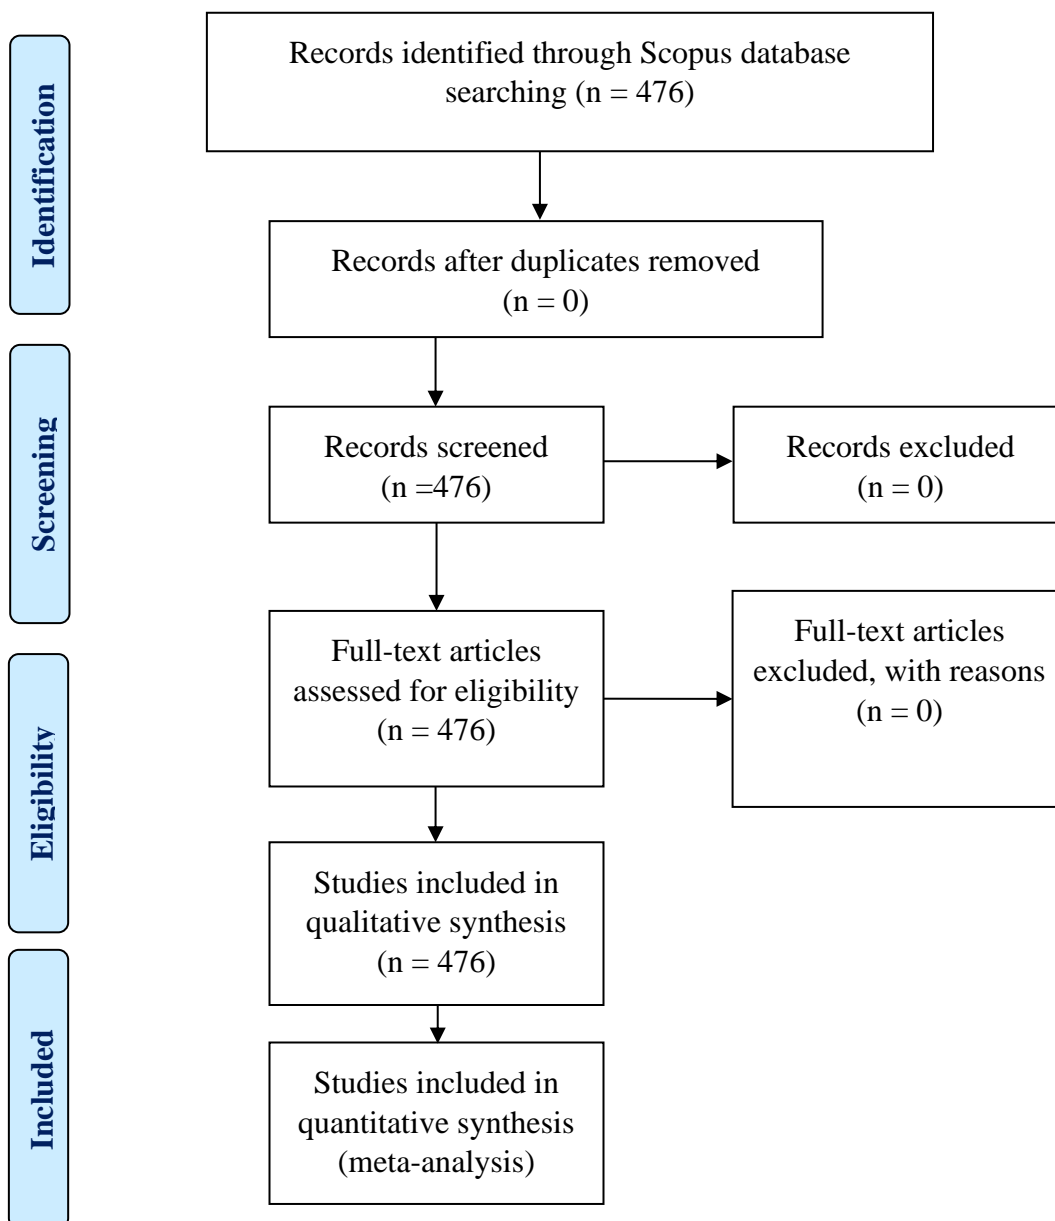 Identification
Records identified through Scopus database
searching (n = 476)
Records after duplicates removed
(n = 0)
Screening
Records screened
(n =476)
Records excluded
(n = 0)
Eligibility
Full-text articles
assessed for eligibility
(n = 476)
Full-text articles
excluded, with reasons
(n = 0)
Studies included in
qualitative synthesis
(n = 476)
Included
Studies included in
quantitative synthesis
(meta-analysis)